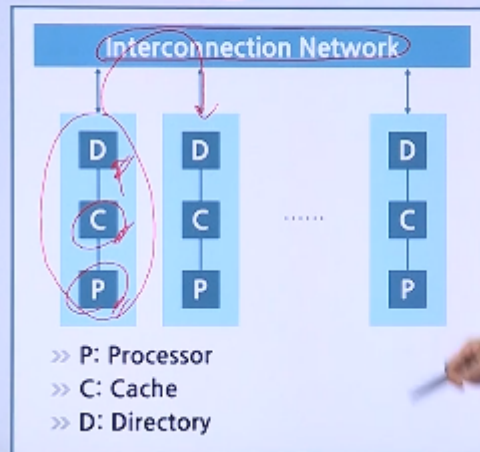 Interconnection Network
D D D
C C ...... C
P P P
>> P: Processor
>> C: Cache
>> D: Directory